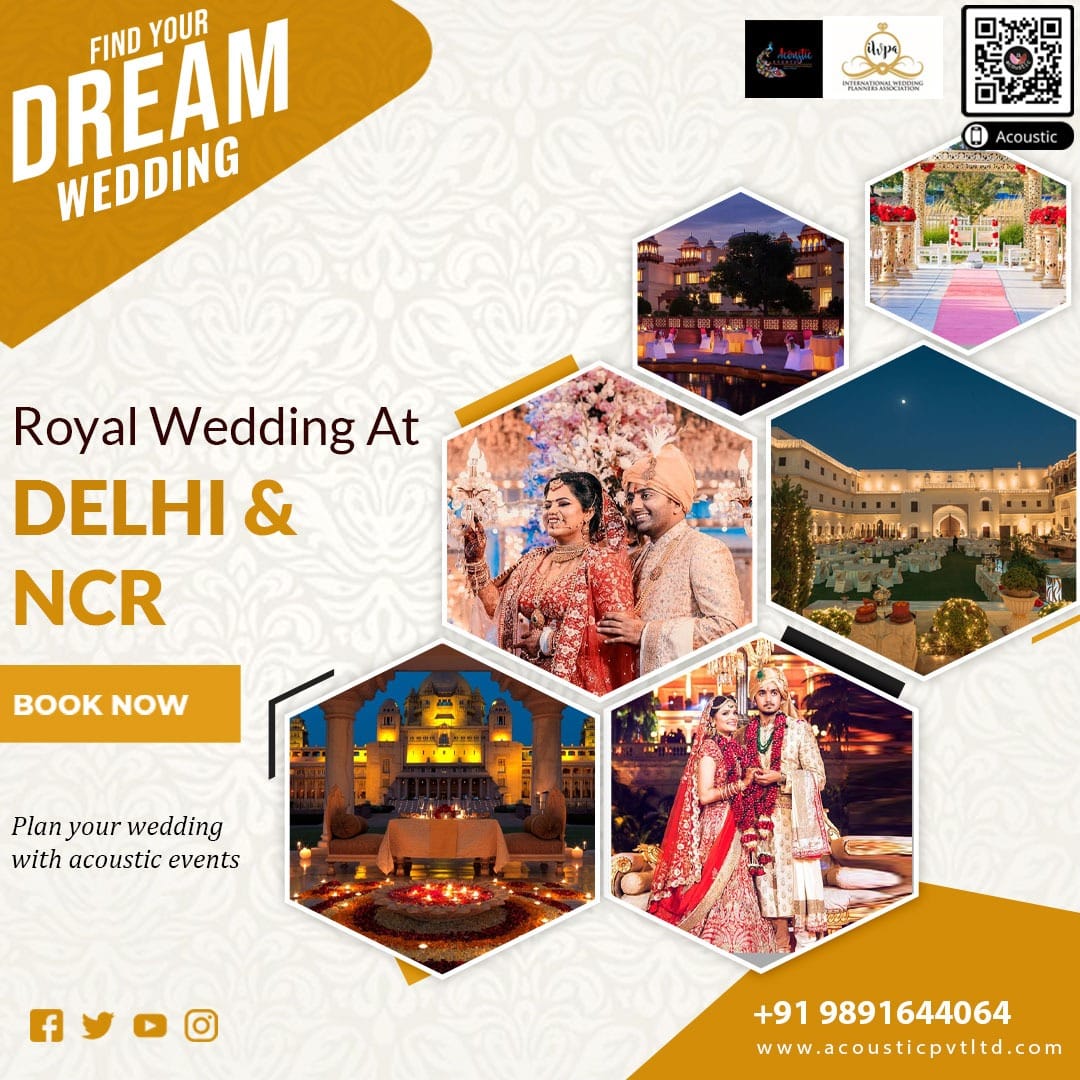 FIND YOUR
DREAM
WEDDING
Acoustic
iWpa
INTERNATIONAL WEDDING
PLANNERS ASSOCIATION
Acoustic
Royal Wedding At
DELHI &
NCR
BOOK NOW
Plan your wedding
with acoustic events
+91 9891644064
www.acousticpvtltd.com